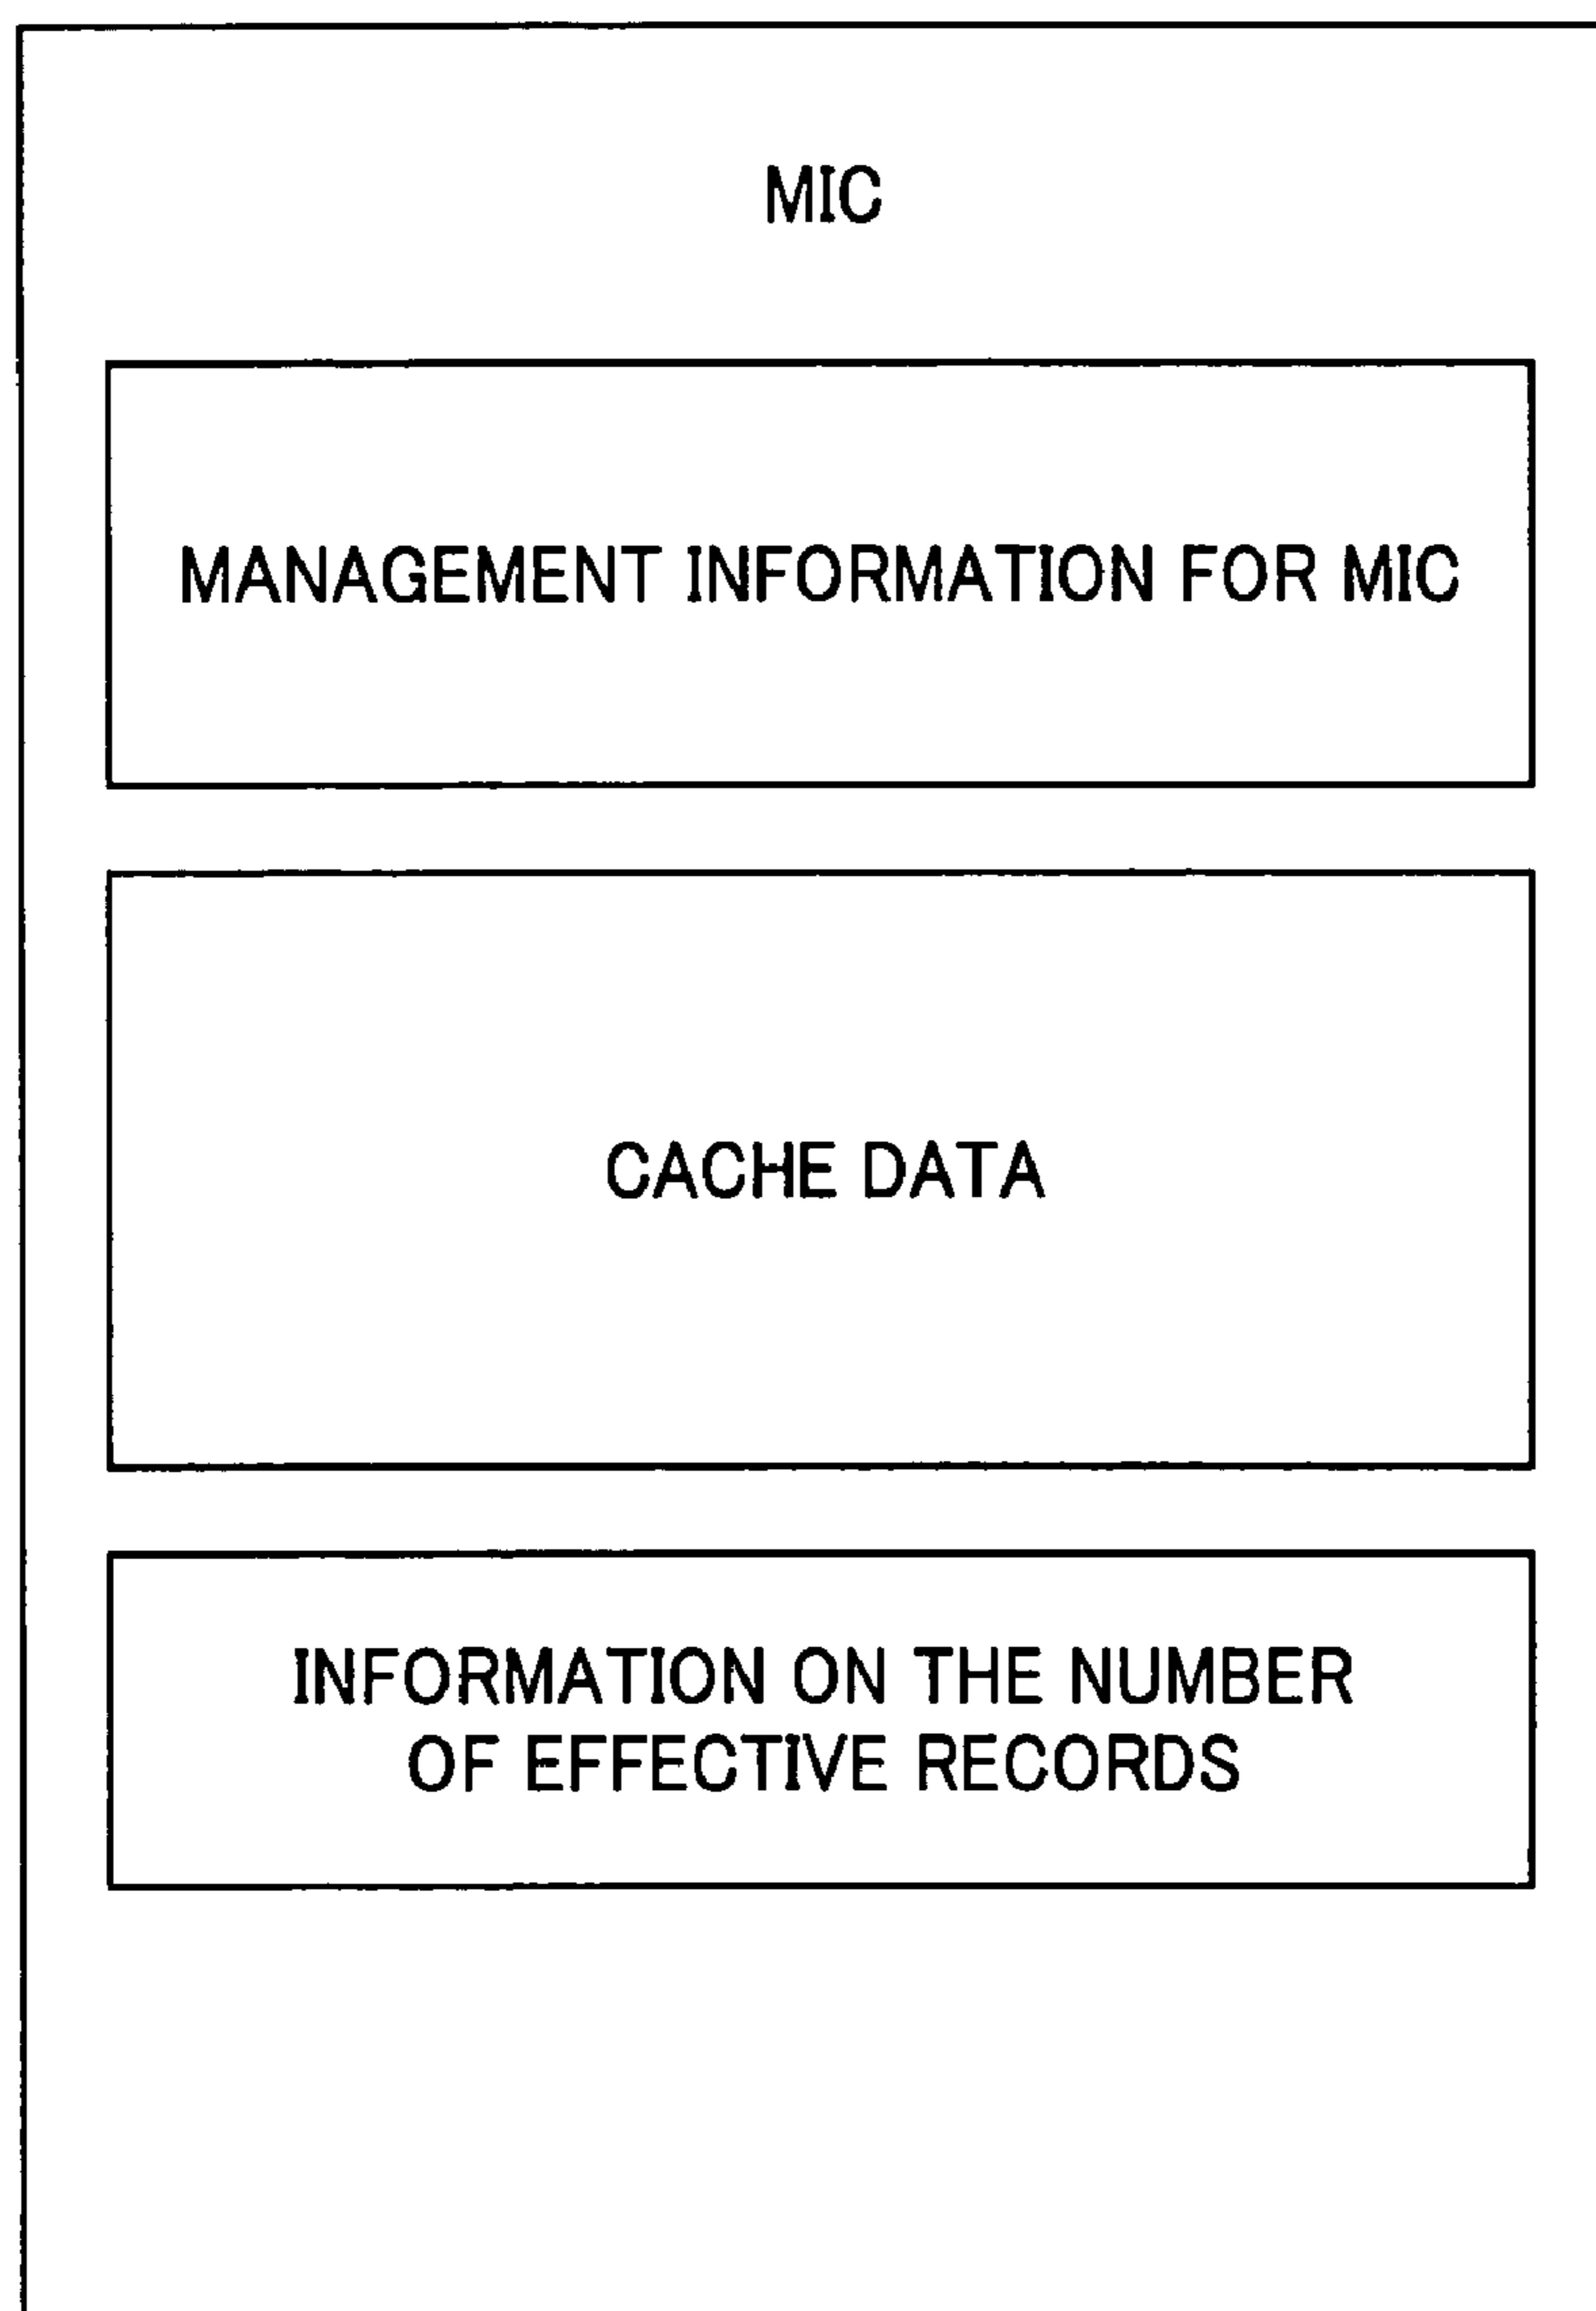 MIC
MANAGEMENT INFORMATION FOR MIC
CACHE DATA
INFORMATION ON THE NUMBER
OF EFFECTIVE RECORDS